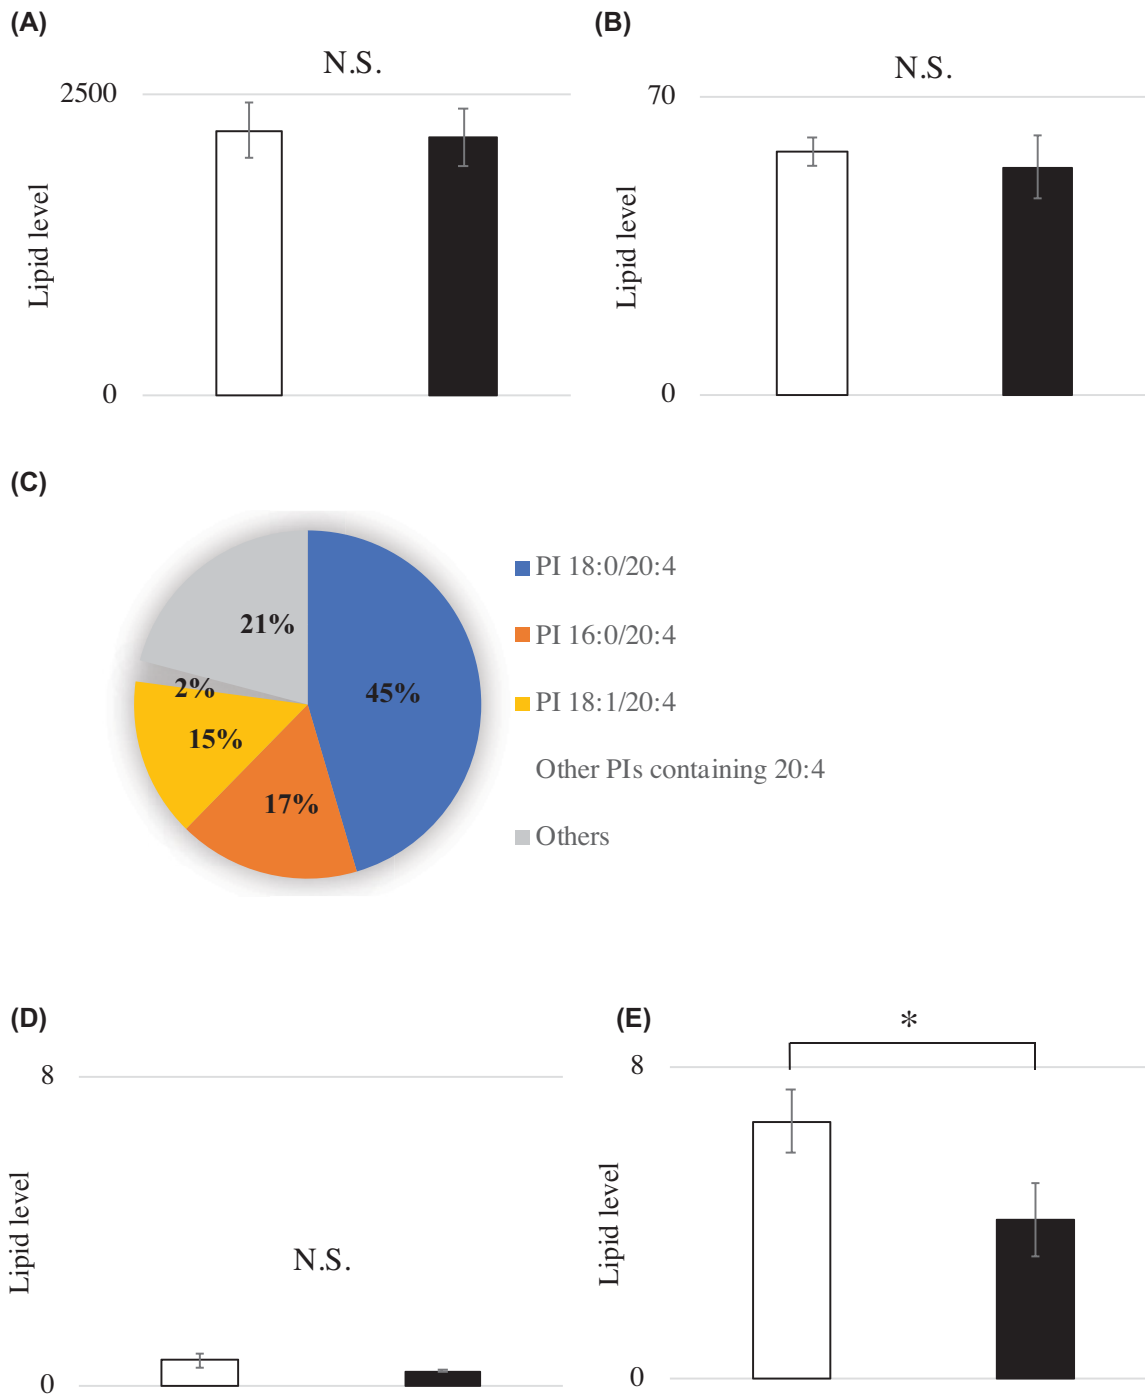 (A)
N.S.
2500
Lipid level
0
(B)
N.S.
70
Lipid level
0
(C)
21%
2%
15%
17%
45%
PI 18:0/20:4
PI 16:0/20:4
PI 18:1/20:4
Other PIs containing 20:4
Others
(D)
8
Lipid level
N.S.
0
(E)
*
8
Lipid level
0